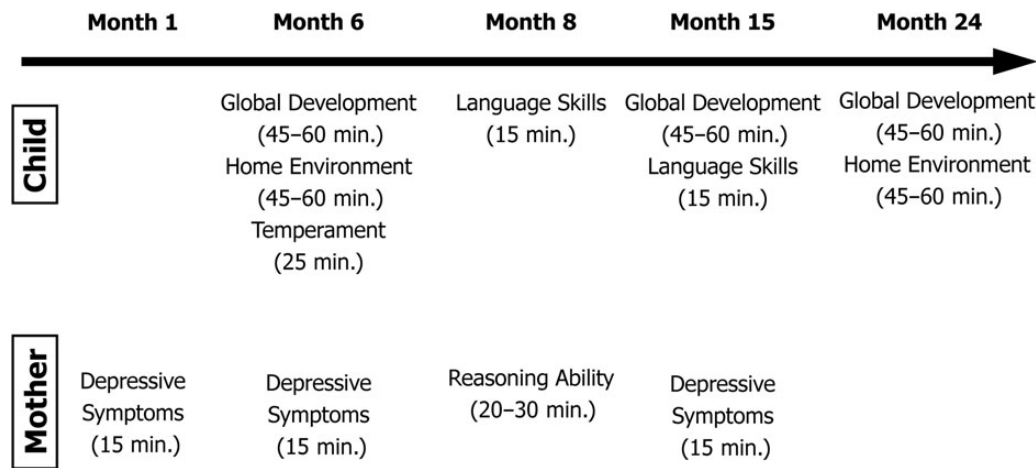 Month 1 Month 6 Month 8 Month 15 Month 24
Child
Global Development
(45–60 min.)
Home Environment
(45–60 min.)
Temperament
(25 min.)
Language Skills
(15 min.)
Global Development
(45–60 min.)
Language Skills
(15 min.)
Global Development
(45–60 min.)
Home Environment
(45–60 min.)
Mother
Depressive
Symptoms
(15 min.)
Depressive
Symptoms
(15 min.)
Reasoning Ability
(20–30 min.)
Depressive
Symptoms
(15 min.)